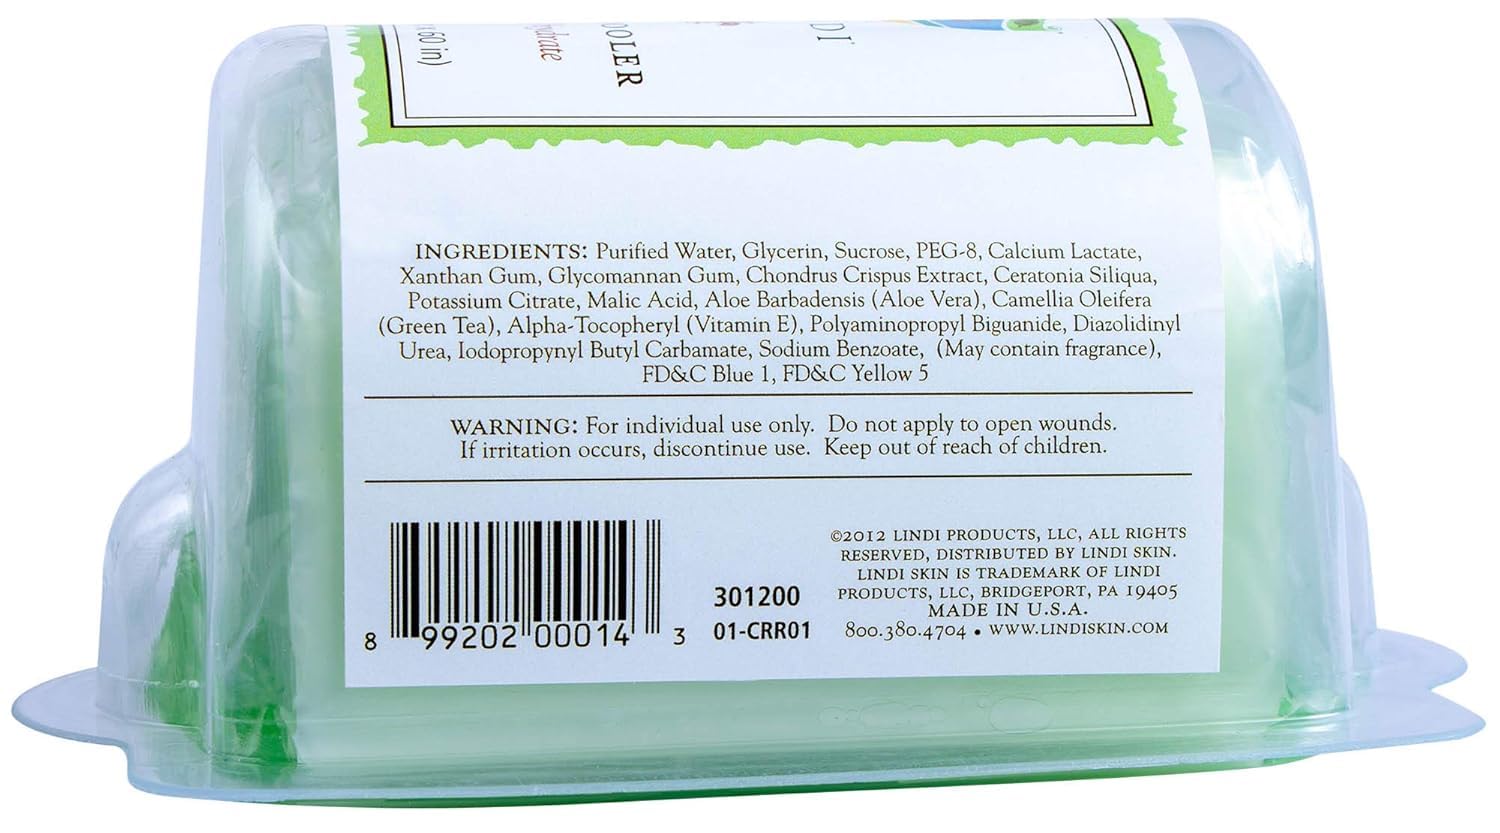 DI
OOLER
ydrate
x 60 in)
INGREDIENTS: Purified Water, Glycerin, Sucrose, PEG-8, Calcium Lactate,
Xanthan Gum, Glycomannan Gum, Chondrus Crispus Extract, Ceratonia Siliqua,
Potassium Citrate, Malic Acid, Aloe Barbadensis (Aloe Vera), Camellia Oleifera
(Green Tea), Alpha-Tocopheryl (Vitamin E), Polyaminopropyl Biguanide, Diazolidinyl
Urea, Iodopropynyl Butyl Carbamate, Sodium Benzoate, (May contain fragrance),
FD&C Blue 1, FD&C Yellow 5
WARNING: For individual use only. Do not apply to open wounds.
If irritation occurs, discontinue use. Keep out of reach of children.
8 99202 00014 3
301200
01-CRR01
©2012 LINDI PRODUCTS, LLC, ALL RIGHTS
RESERVED, DISTRIBUTED BY LINDI SKIN.
LINDI SKIN IS TRADEMARK OF LINDI
PRODUCTS, LLC, BRIDGEPORT, PA 19405
MADE IN U.S.A.
800.380.4704 • WWW.LINDISKIN.COM